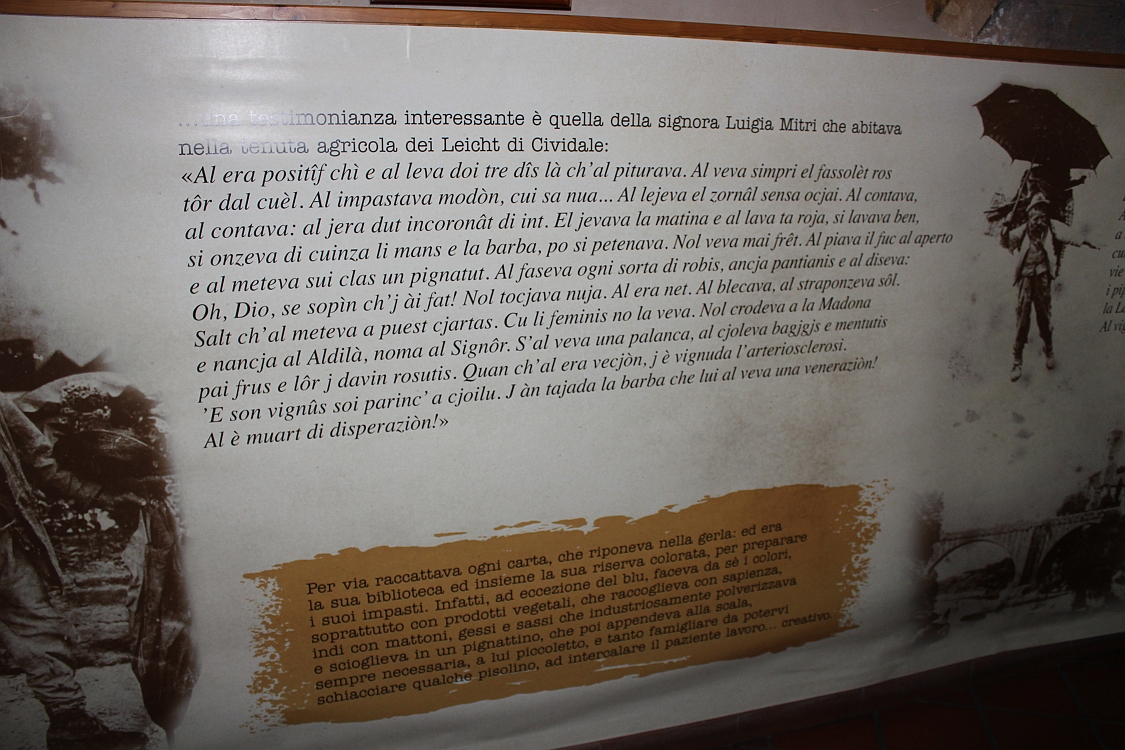 ...una testimonianza interessante è quella della signora Luigia Mitri che abitava
nella tenuta agricola dei Leicht di Cividale:
«Al era positîf chì e al leva doi tre dîs là ch'al piturava. Al veva simpri el fassolèt ros
tôr dal cuèl. Al impastava modòn, cui sa nua... Al lejeva el zornâl sensa ocjai. Al contava,
al contava: al jera dut incoronât di int. El jevava la matina e al lava ta roja, si lavava ben,
si onzeva di cuinza li mans e la barba, po si petenava. Nol veva mai frêt. Al piava il fuc al aperto
e al meteva sui clas un pignatut. Al faseva ogni sorta di robis, ancja pantianis e al diseva:
Oh, Dio, se sopìn ch'j ài fat! Nol tocjava nuja. Al era net. Al blecava, al straponzeva sôl.
Salt ch'al meteva a puest cjartas. Cu li feminis no la veva. Nol crodeva a la Madona
e nancja al Aldilà, noma al Signôr. S'al veva una palanca, al cjoleva bagjgjs e mentutis
pai frus e lôr j davin rosutis. Quan ch'al era vecjòn, j è vignuda l'arteriosclerosi.
'E son vignûs soi parinc' a cjoilu. J àn tajada la barba che lui al veva una veneraziòn!
Al è muart di disperaziòn!»
Per via raccattava ogni carta, che riponeva nella gerla: ed era
la sua biblioteca ed insieme la sua riserva colorata, per preparare
i suoi impasti. Infatti, ad eccezione del blu, faceva da sè i colori,
soprattutto con prodotti vegetali, che raccoglieva con sapienza,
indi con mattoni, gessi e sassi che industriosamente polverizzava
e scioglieva in un pignattino, che poi appendeva alla scala,
sempre necessaria, a lui piccoletto, e tanto famigliare da potervi
schiacciare qualche pisolino, ad intercalare il paziente lavoro... creativo.